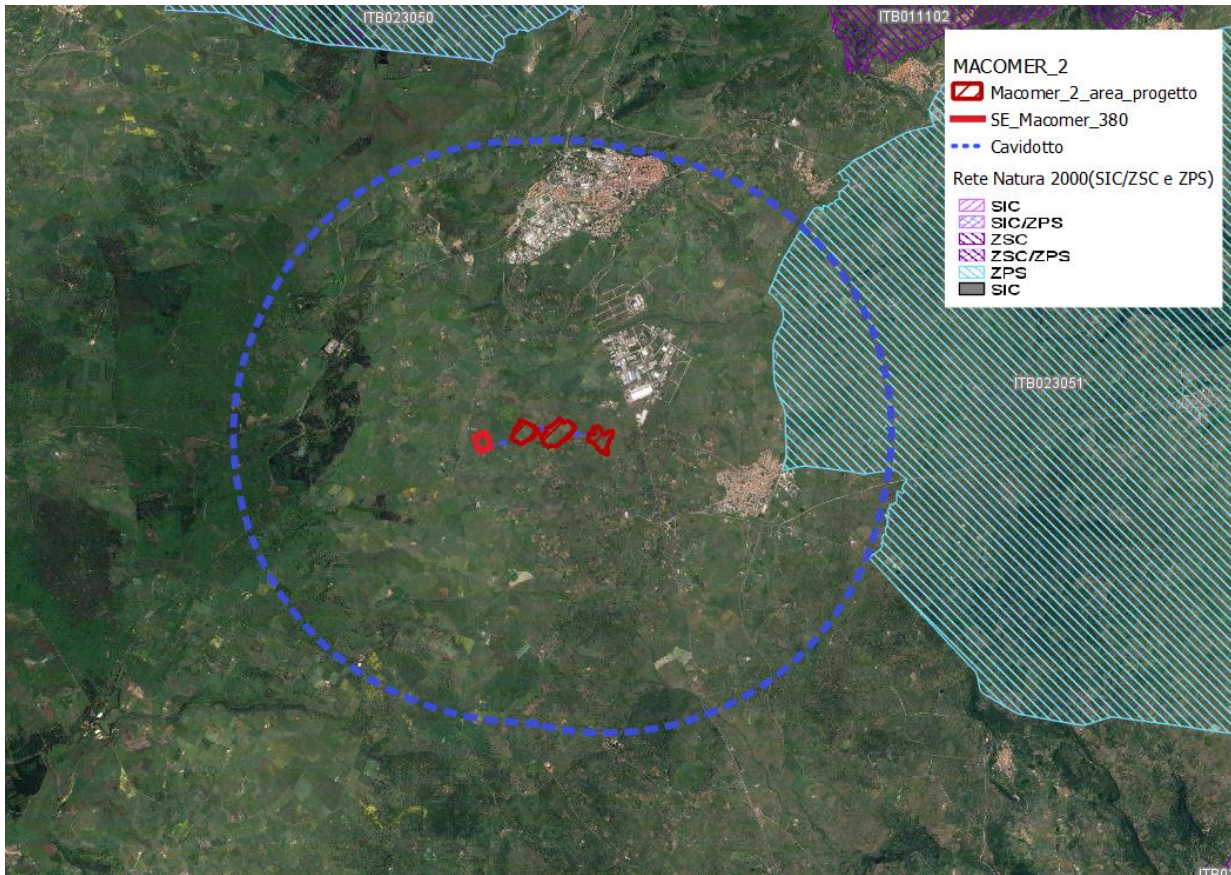 ITB023050
ITB011102
MACOMER_2
Macomer_2_area_progetto
SE_Macomer_380
Cavidotto
Rete Natura 2000(SIC/ZSC e ZPS)
SIC
SIC/ZPS
ZSC
ZSC/ZPS
ZPS
SIC
ITB023051